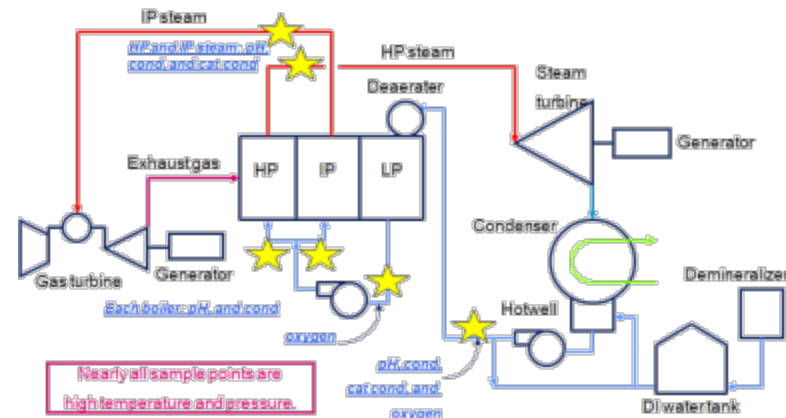 IP steam
HP and IP steam: pH,
cond, and cat cond
HP steam
Steam
turbine
Deaerater
Generator
Exhaust gas
HP
IP
LP
Condenser
Gas turbine
Generator
Demineralizer
Each boiler: pH, and cond
Hotwell
oxygen
pH, cond,
cat cond, and
oxygen
Nearly all sample points are
high temperature and pressure.
DI water tank